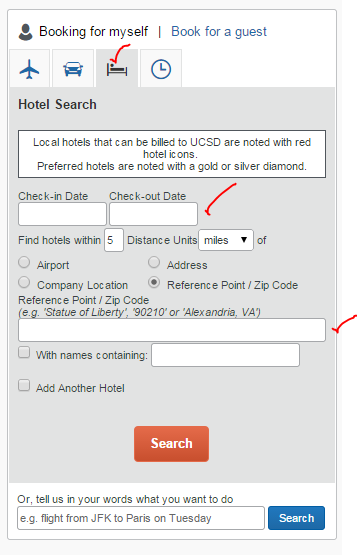 Booking for myself | Book for a guest
Hotel Search
Local hotels that can be billed to UCSD are noted with red
hotel icons.
Preferred hotels are noted with a gold or silver diamond.
Check-in Date Check-out Date
Find hotels within 5 Distance Units miles of
Airport Address
Company Location Reference Point / Zip Code
Reference Point / Zip Code
(e.g. 'Statue of Liberty', '90210' or 'Alexandria, VA')
With names containing:
Add Another Hotel
Search
Or, tell us in your words what you want to do
e.g. flight from JFK to Paris on Tuesday Search